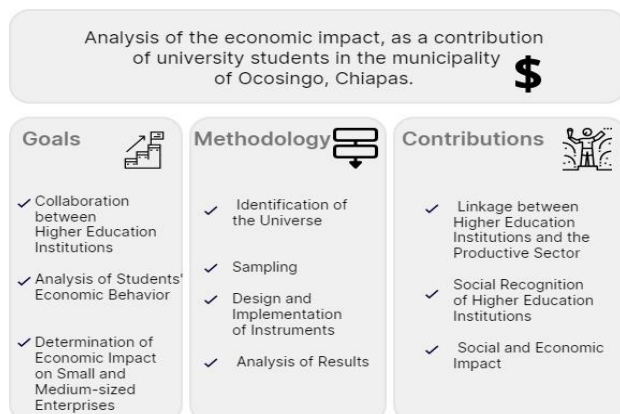 Analysis of the economic impact, as a contribution
of university students in the municipality
of Ocosingo, Chiapas.
$
Goals
Collaboration
between
Higher Education
Institutions
Analysis of Students'
Economic Behavior
Determination of
Economic Impact
on Small and
Medium-sized
Enterprises
Methodology
Identification of
the Universe
Sampling
Design and
Implementation
of Instruments
Analysis of Results
Contributions
Linkage between
Higher Education
Institutions and the
Productive Sector
Social Recognition
of Higher Education
Institutions
Social and Economic
Impact